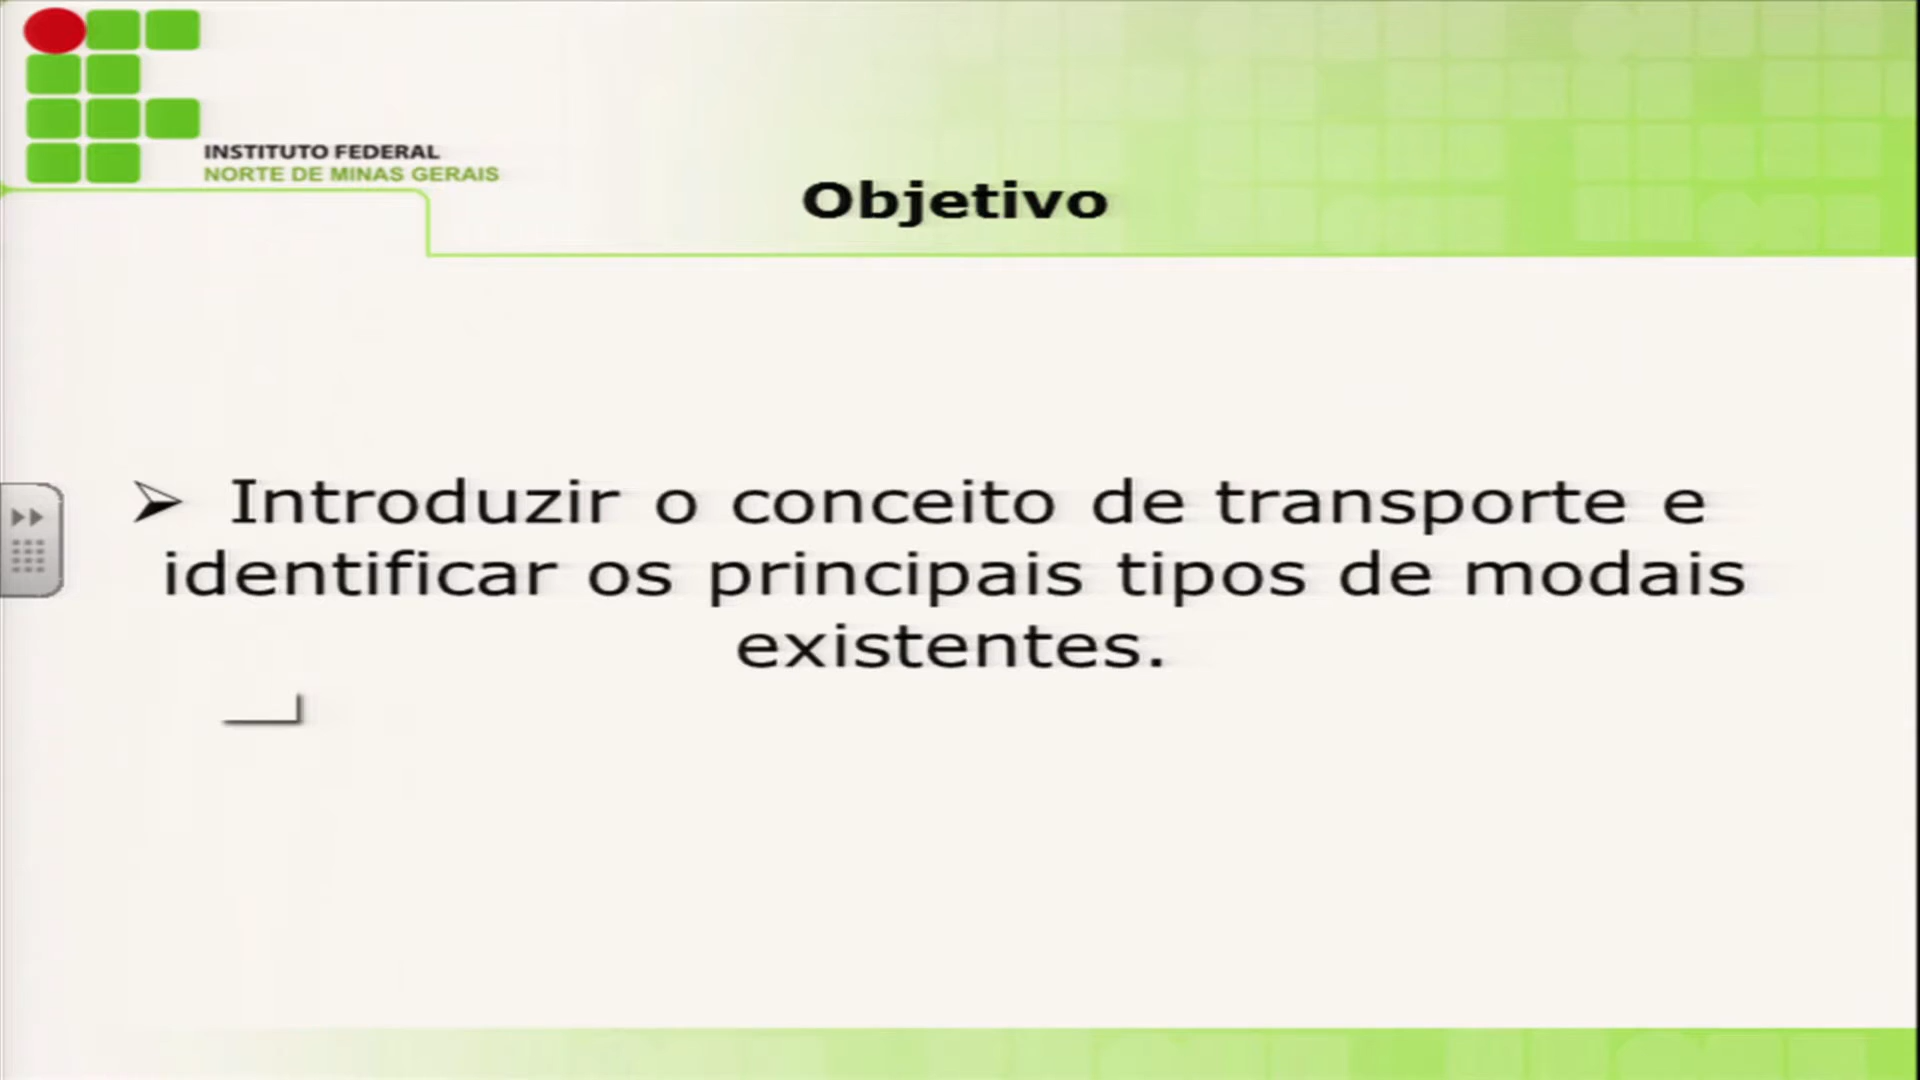 INSTITUTO FEDERAL
NORTE DE MINAS GERAIS
Objetivo
➢ Introduzir o conceito de transporte e
identificar os principais tipos de modais
existentes.